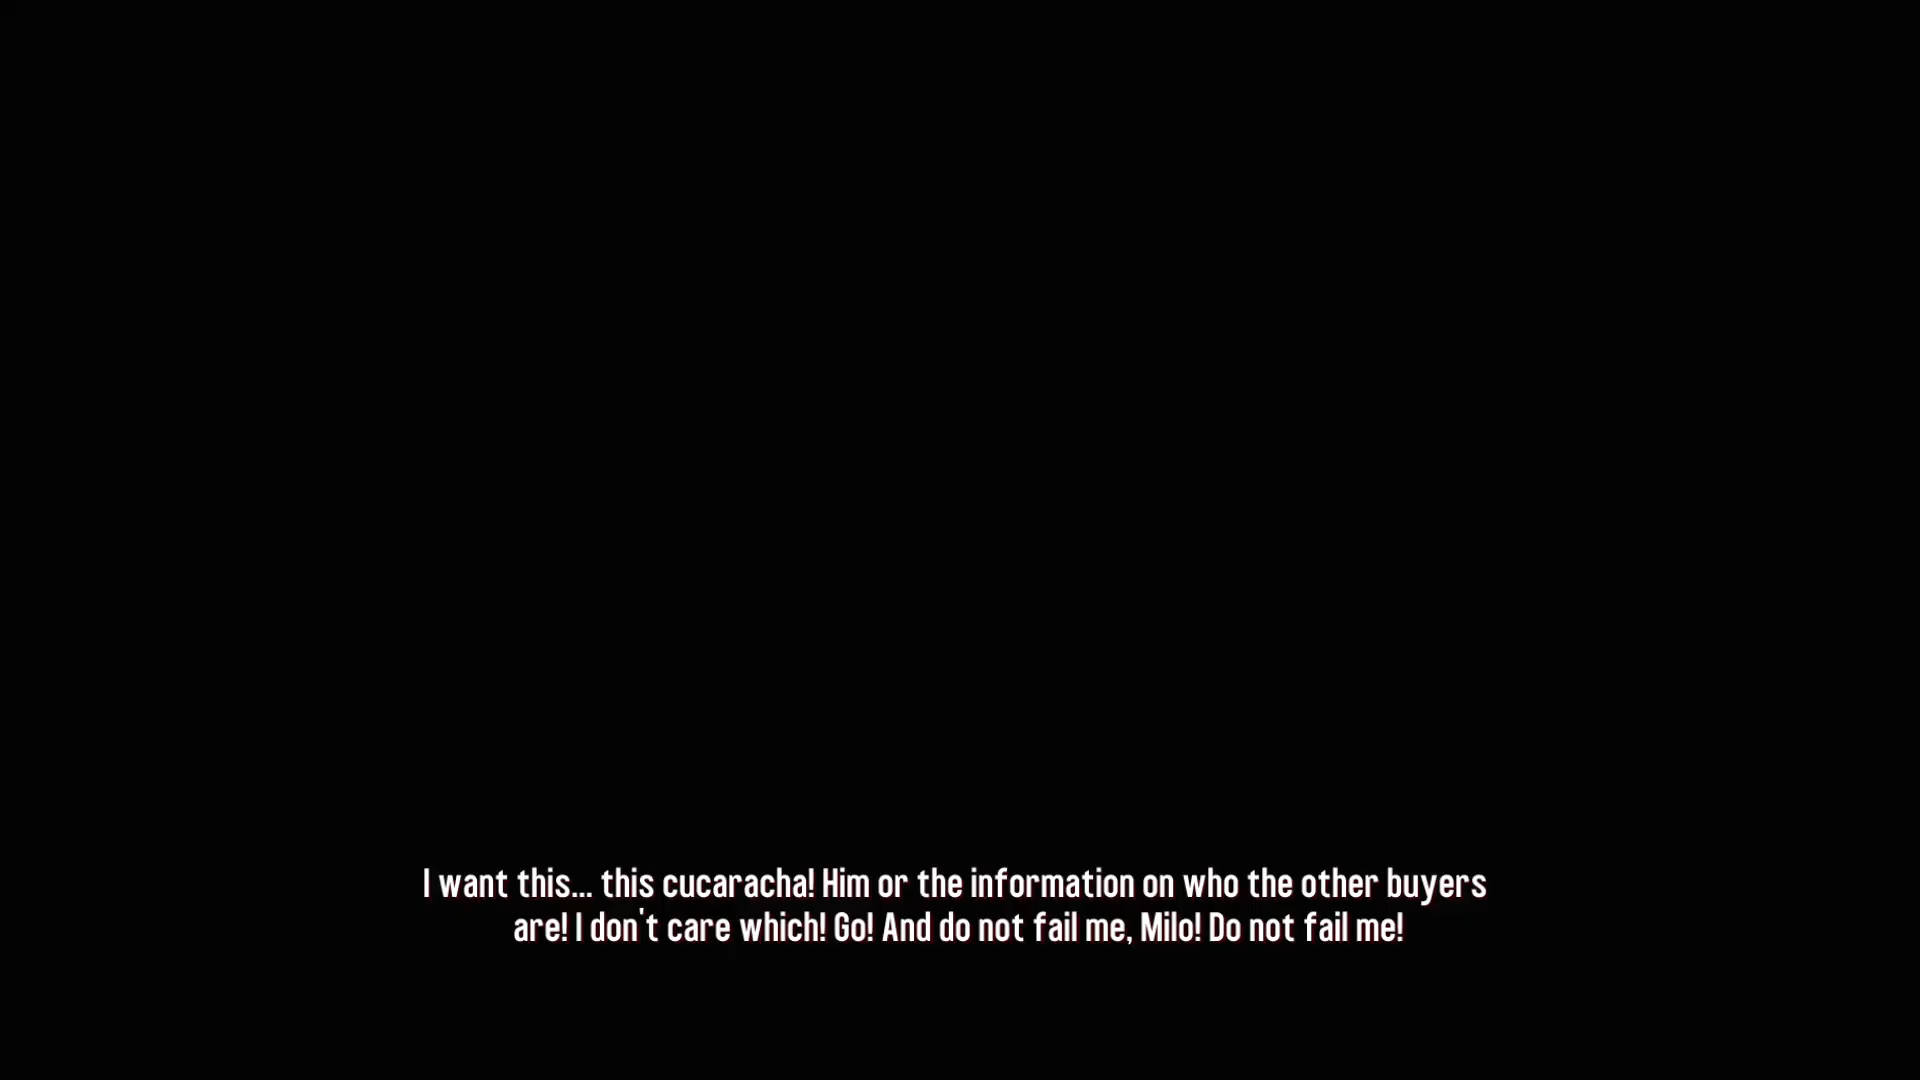 I want this... this cucaracha! Him or the information on who the other buyers
are! I don't care which! Go! And do not fail me, Milo! Do not fail me!